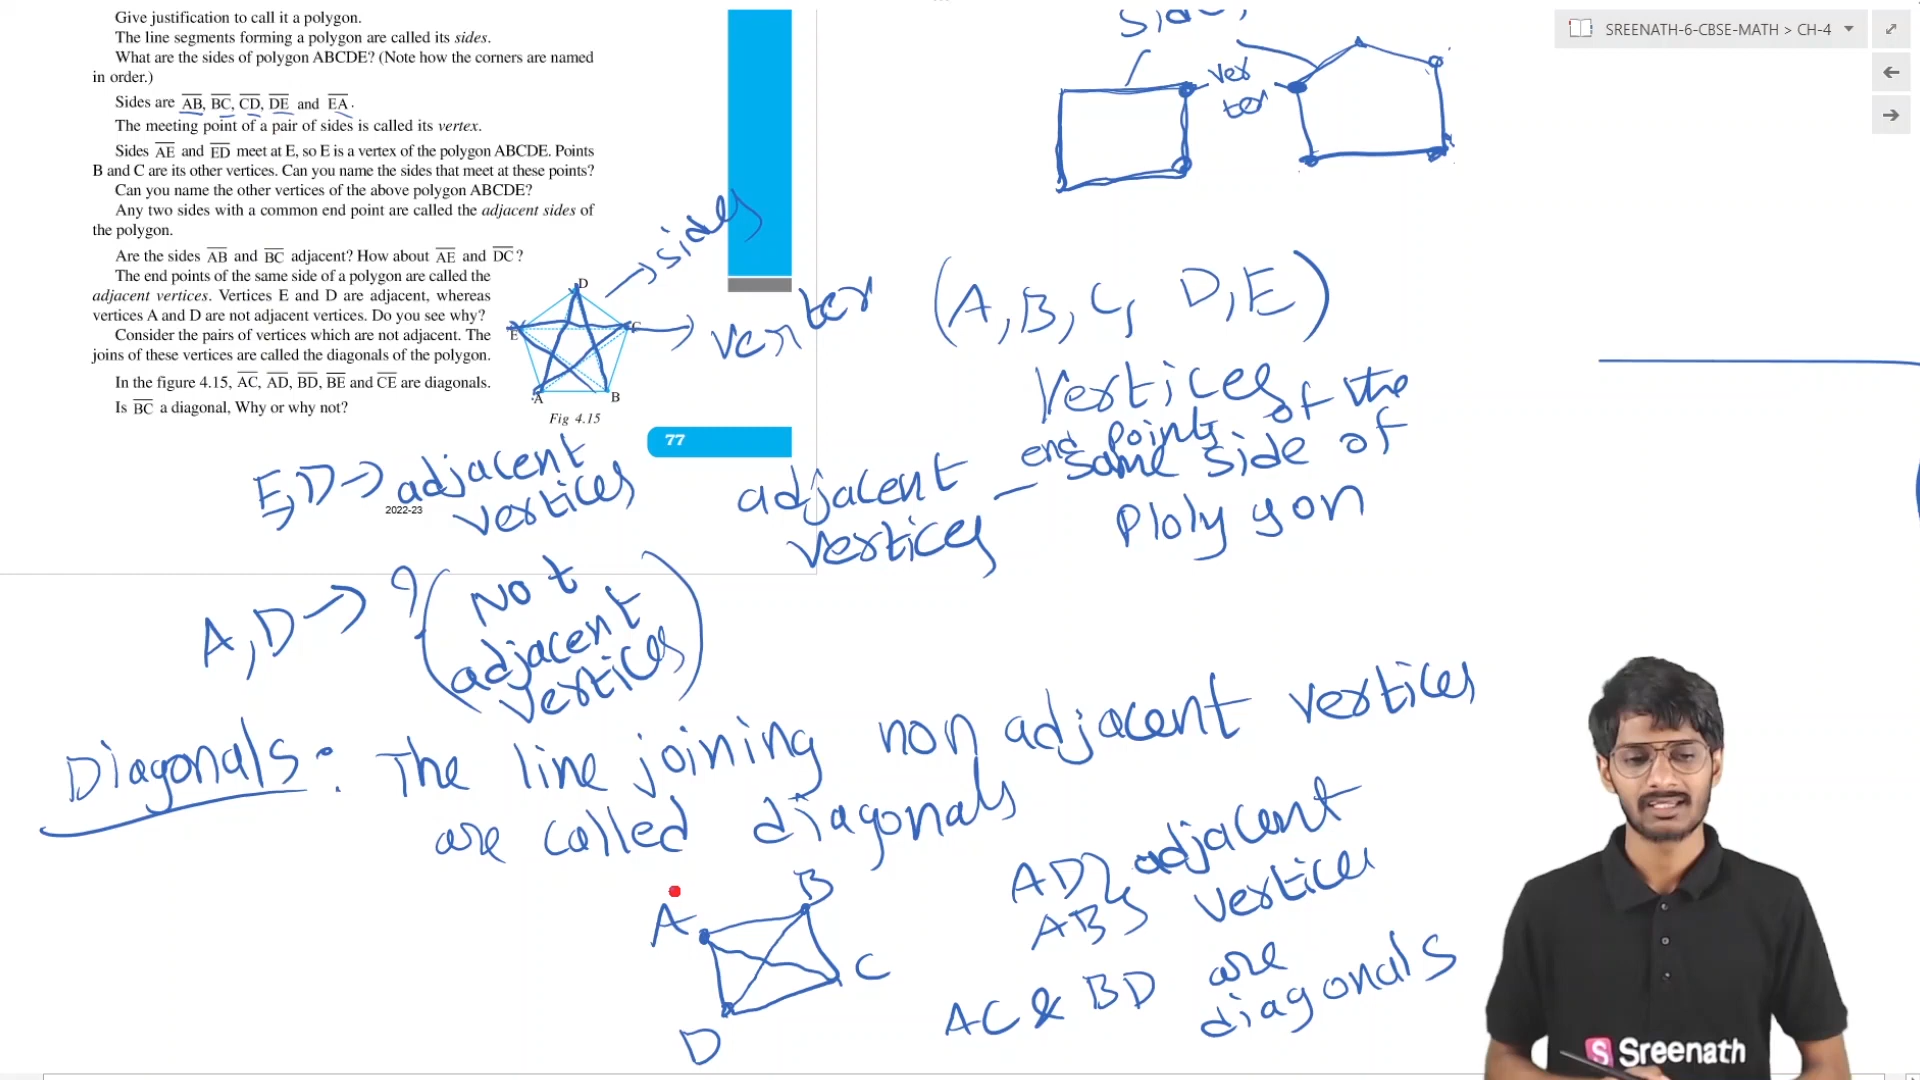 Give justification to call it a polygon.
The line segments forming a polygon are called its sides.
What are the sides of polygon ABCDE? (Note how the corners are named
in order.)
Sides are AB, BC, CD, DE and EA.
The meeting point of a pair of sides is called its vertex.
Sides AE and ED meet at E, so E is a vertex of the polygon ABCDE. Points
B and C are its other vertices. Can you name the sides that meet at these points?
Can you name the other vertices of the above polygon ABCDE?
Any two sides with a common end point are called the adjacent sides of
the polygon.
Are the sides AB and BC adjacent? How about AE and DC?
The end points of the same side of a polygon are called the
adjacent vertices. Vertices E and D are adjacent, whereas
vertices A and D are not adjacent vertices. Do you see why?
Consider the pairs of vertices which are not adjacent. The
joins of these vertices are called the diagonals of the polygon.
In the figure 4.15, AC, AD, BD, BE and CE are diagonals.
Is BC a diagonal, Why or why not?
D
E
C
A
B
Fig 4.15
77
2022-23
sides
verter
ver
ter
(A, B, C, D, E)
Vertices
adjacent
vertices
end points of the
same side of
Ploly gon
E, D → adjacent
vertices
A, D → ? (Not
adjacent
vertices)
Diagonals: The line joining non adjacent vertices
are called diagonals
A
B
C
D
AD } adjacent
AB } vertices
AC & BD are
diagonals
SREENATH-6-CBSE-MATH > CH-4
Sreenath